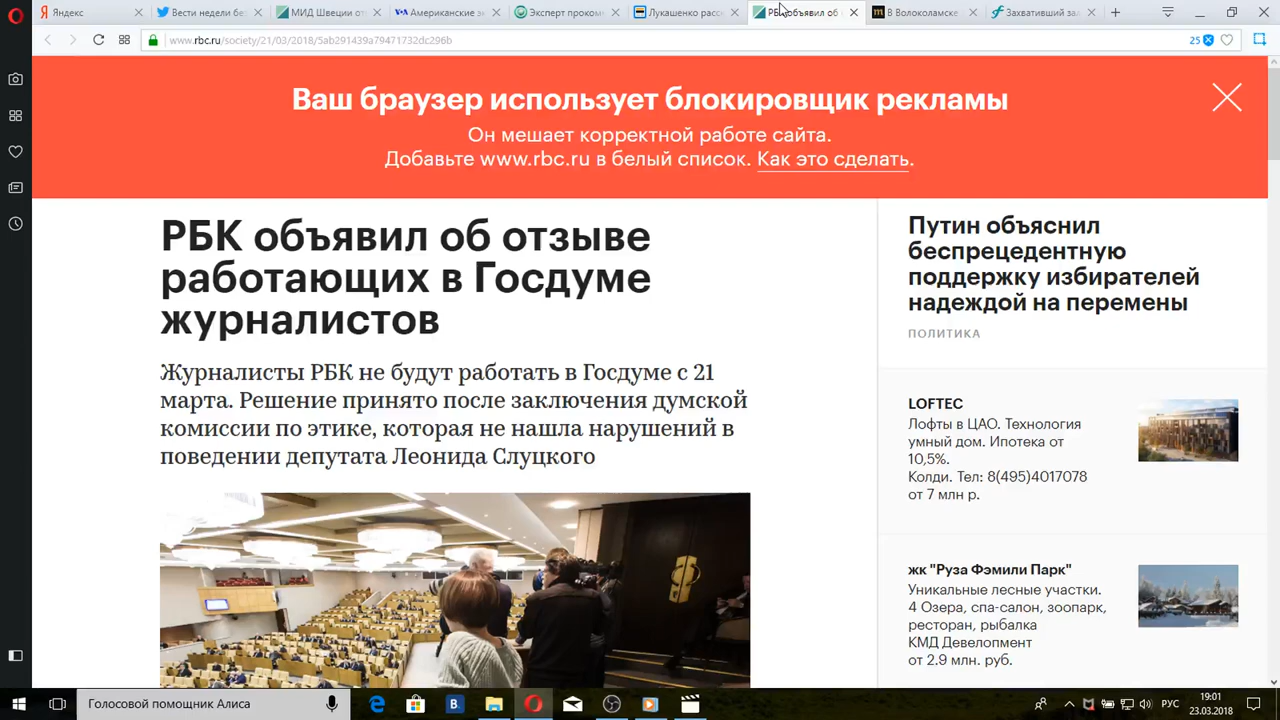 Яндекс
Вести недели без
МИД Швеции от
Американские эк
Эксперт прокоми
Лукашенко расс
РБК объявил об
В Волоколамске
Захвативший зал
www.rbc.ru/society/21/03/2018/5ab291439a79471732dc296b
25
Ваш браузер использует блокировщик рекламы
Он мешает корректной работе сайта.
Добавьте www.rbc.ru в белый список. Как это сделать.
РБК объявил об отзыве
работающих в Госдуме
журналистов
Журналисты РБК не будут работать в Госдуме с 21
марта. Решение принято после заключения думской
комиссии по этике, которая не нашла нарушений в
поведении депутата Леонида Слуцкого
Путин объяснил
беспрецедентную
поддержку избирателей
надеждой на перемены
ПОЛИТИКА
LOFTEC
Лофты в ЦАО. Технология
умный дом. Ипотека от
10,5%.
Колди. Тел: 8(495)4017078
от 7 млн р.
жк "Руза Фэмили Парк"
Уникальные лесные участки.
4 Озера, спа-салон, зоопарк,
ресторан, рыбалка
КМД Девелопмент
от 2.9 млн. руб.
Голосовой помощник Алиса
РУС
19:01
23.03.2018